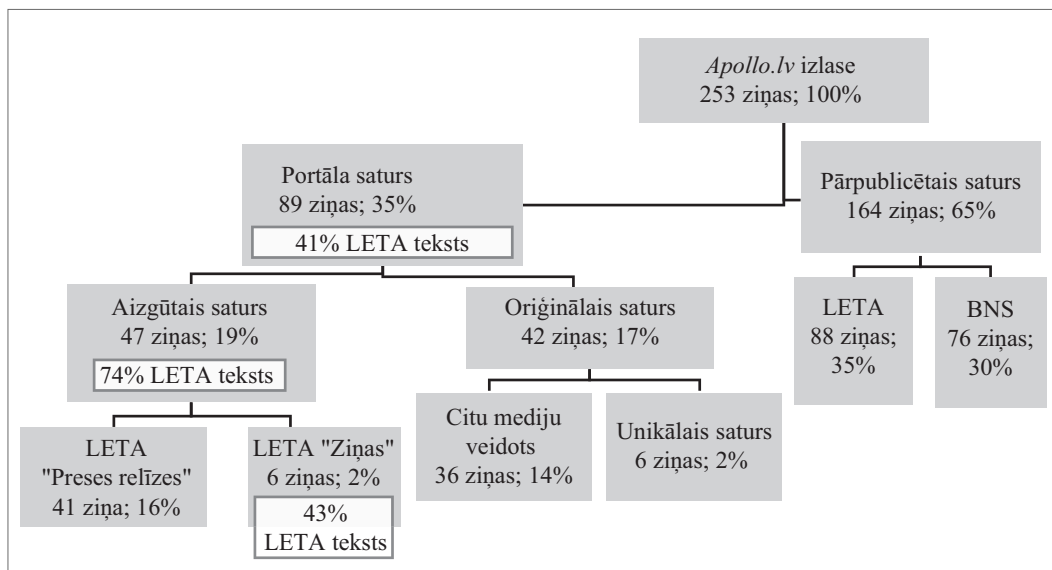 Apollo.lv izlase
253 ziņas; 100%
Portāla saturs
89 ziņas; 35%
41% LETA teksts
Pārpublicētais saturs
164 ziņas; 65%
Aizgūtais saturs
47 ziņas; 19%
74% LETA teksts
Oriģinālais saturs
42 ziņas; 17%
LETA
88 ziņas;
35%
BNS
76 ziņas;
30%
LETA
"Preses relīzes"
41 ziņa; 16%
LETA "Ziņas"
6 ziņas; 2%
43%
LETA teksts
Citu mediju
veidots
36 ziņas; 14%
Unikālais saturs
6 ziņas; 2%